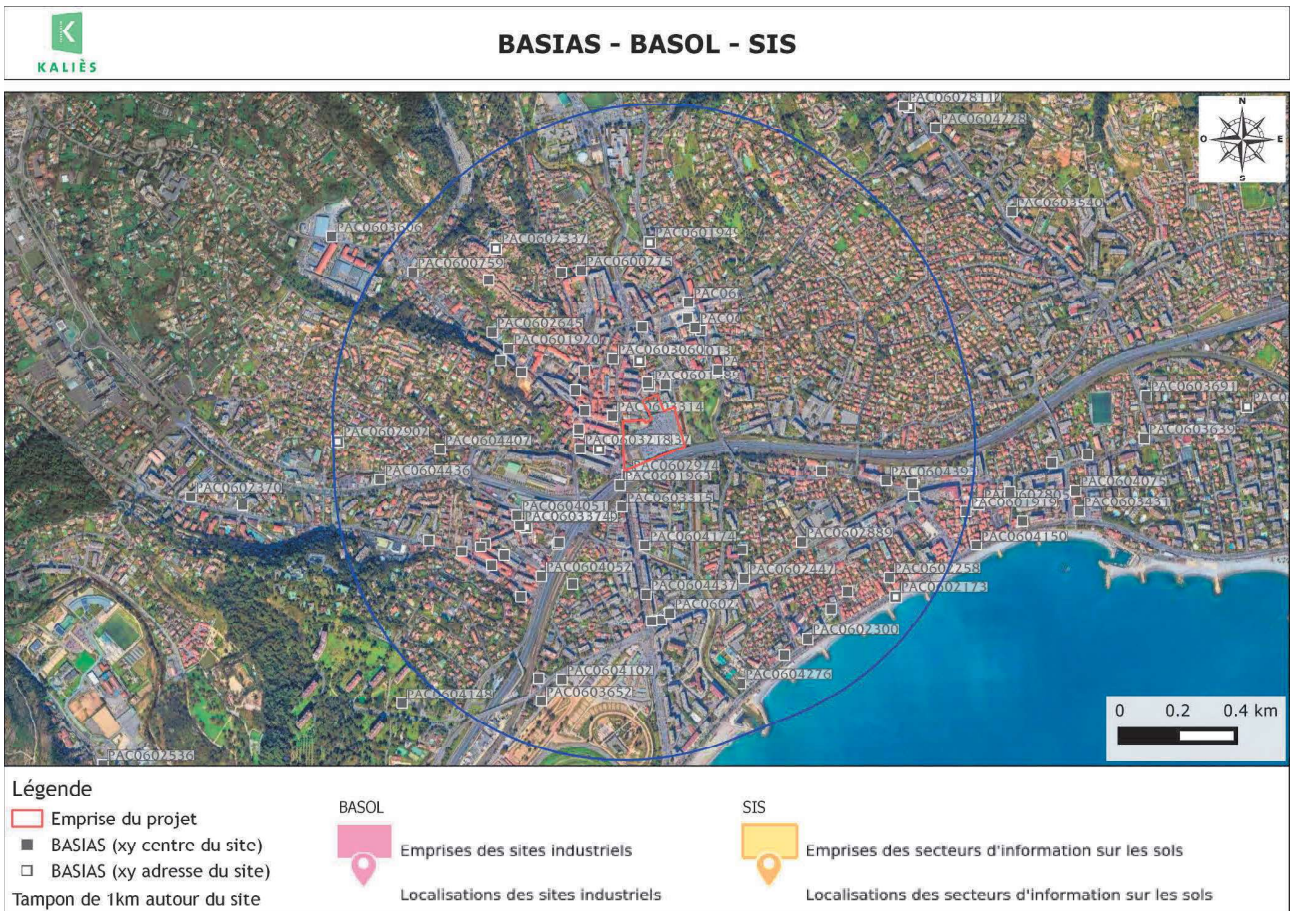 KALIÈS
BASIAS - BASOL - SIS
PAC0604228
N
O E
S
PAC0603540
PAC0603606
PAC0602337
PAC0601949
PAC0600759
PAC0600275
PAC0602645
PAC0601920
PAC0603691
PAC0603639
PAC0602902
PAC0604407
PAC0602974
PAC0604436
PAC0604393
PAC0602370
PAC0604075
PAC0603431
PAC0603315
PAC0604051
PAC0604174
PAC0602889
PAC0604150
PAC0604052
PAC0602447
PAC0602258
PAC0604437
PAC0602173
PAC0602300
PAC0604102
PAC0604276
PAC0603652
PAC0604148
PAC0602536
0 0.2 0.4 km
Légende
Emprise du projet
BASIAS (xy centre du site)
BASIAS (xy adresse du site)
Tampon de 1km autour du site
BASOL
Emprises des sites industriels
Localisations des sites industriels
SIS
Emprises des secteurs d'information sur les sols
Localisations des secteurs d'information sur les sols